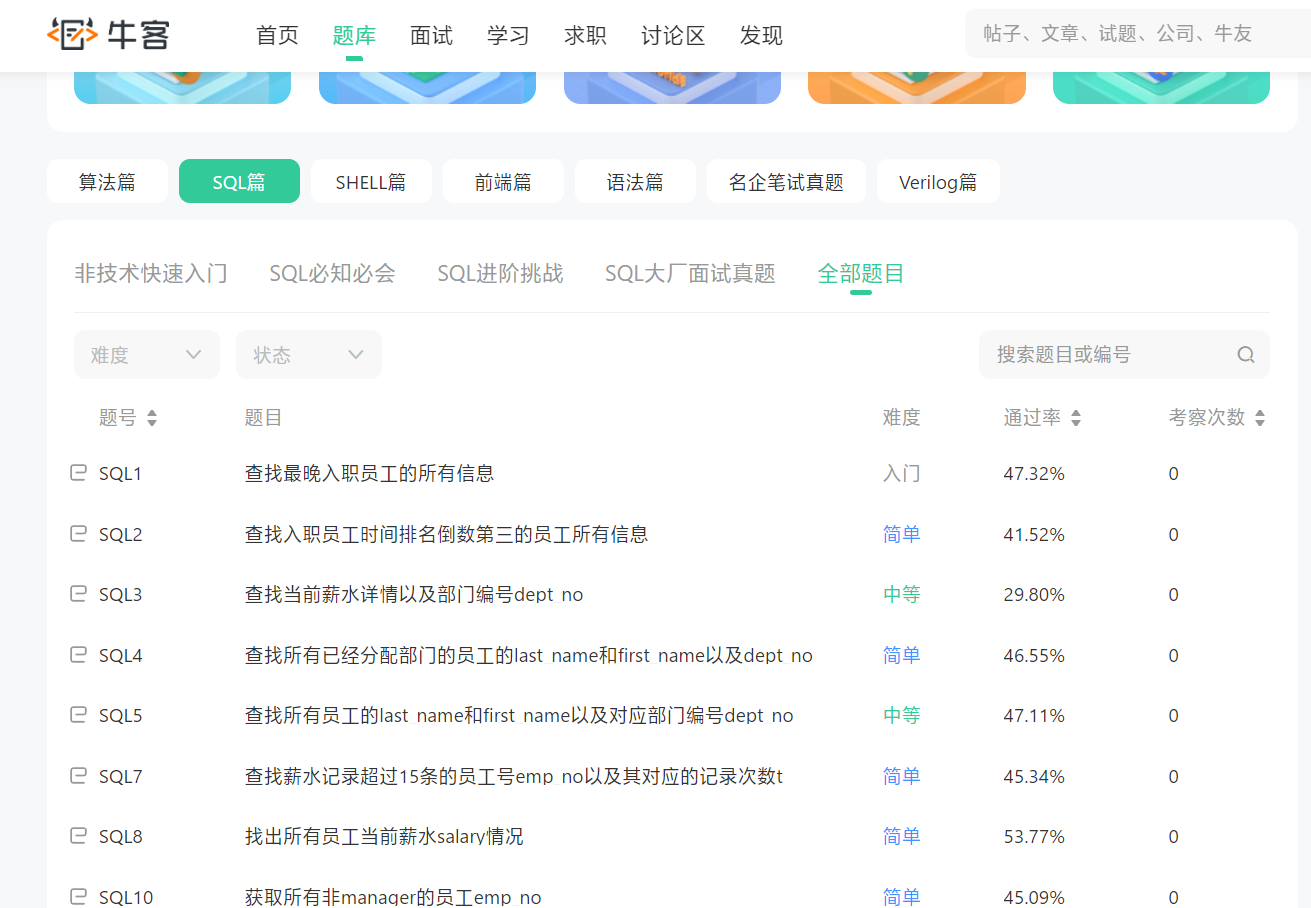 牛客 首页 题库 面试 学习 求职 讨论区 发现 帖子、文章、试题、公司、牛友
算法篇 SQL篇 SHELL篇 前端篇 语法篇 名企笔试真题 Verilog篇
非技术快速入门 SQL必知必会 SQL进阶挑战 SQL大厂面试真题 全部题目
难度 状态 搜索题目或编号
题号 题目 难度 通过率 考察次数
SQL1 查找最晚入职员工的所有信息 入门 47.32% 0
SQL2 查找入职员工时间排名倒数第三的员工所有信息 简单 41.52% 0
SQL3 查找当前薪水详情以及部门编号dept_no 中等 29.80% 0
SQL4 查找所有已经分配部门的员工的last_name和first_name以及dept_no 简单 46.55% 0
SQL5 查找所有员工的last_name和first_name以及对应部门编号dept_no 中等 47.11% 0
SQL7 查找薪水记录超过15条的员工号emp_no以及其对应的记录次数t 简单 45.34% 0
SQL8 找出所有员工当前薪水salary情况 简单 53.77% 0
SQL10 获取所有非manager的员工emp_no 简单 45.09% 0